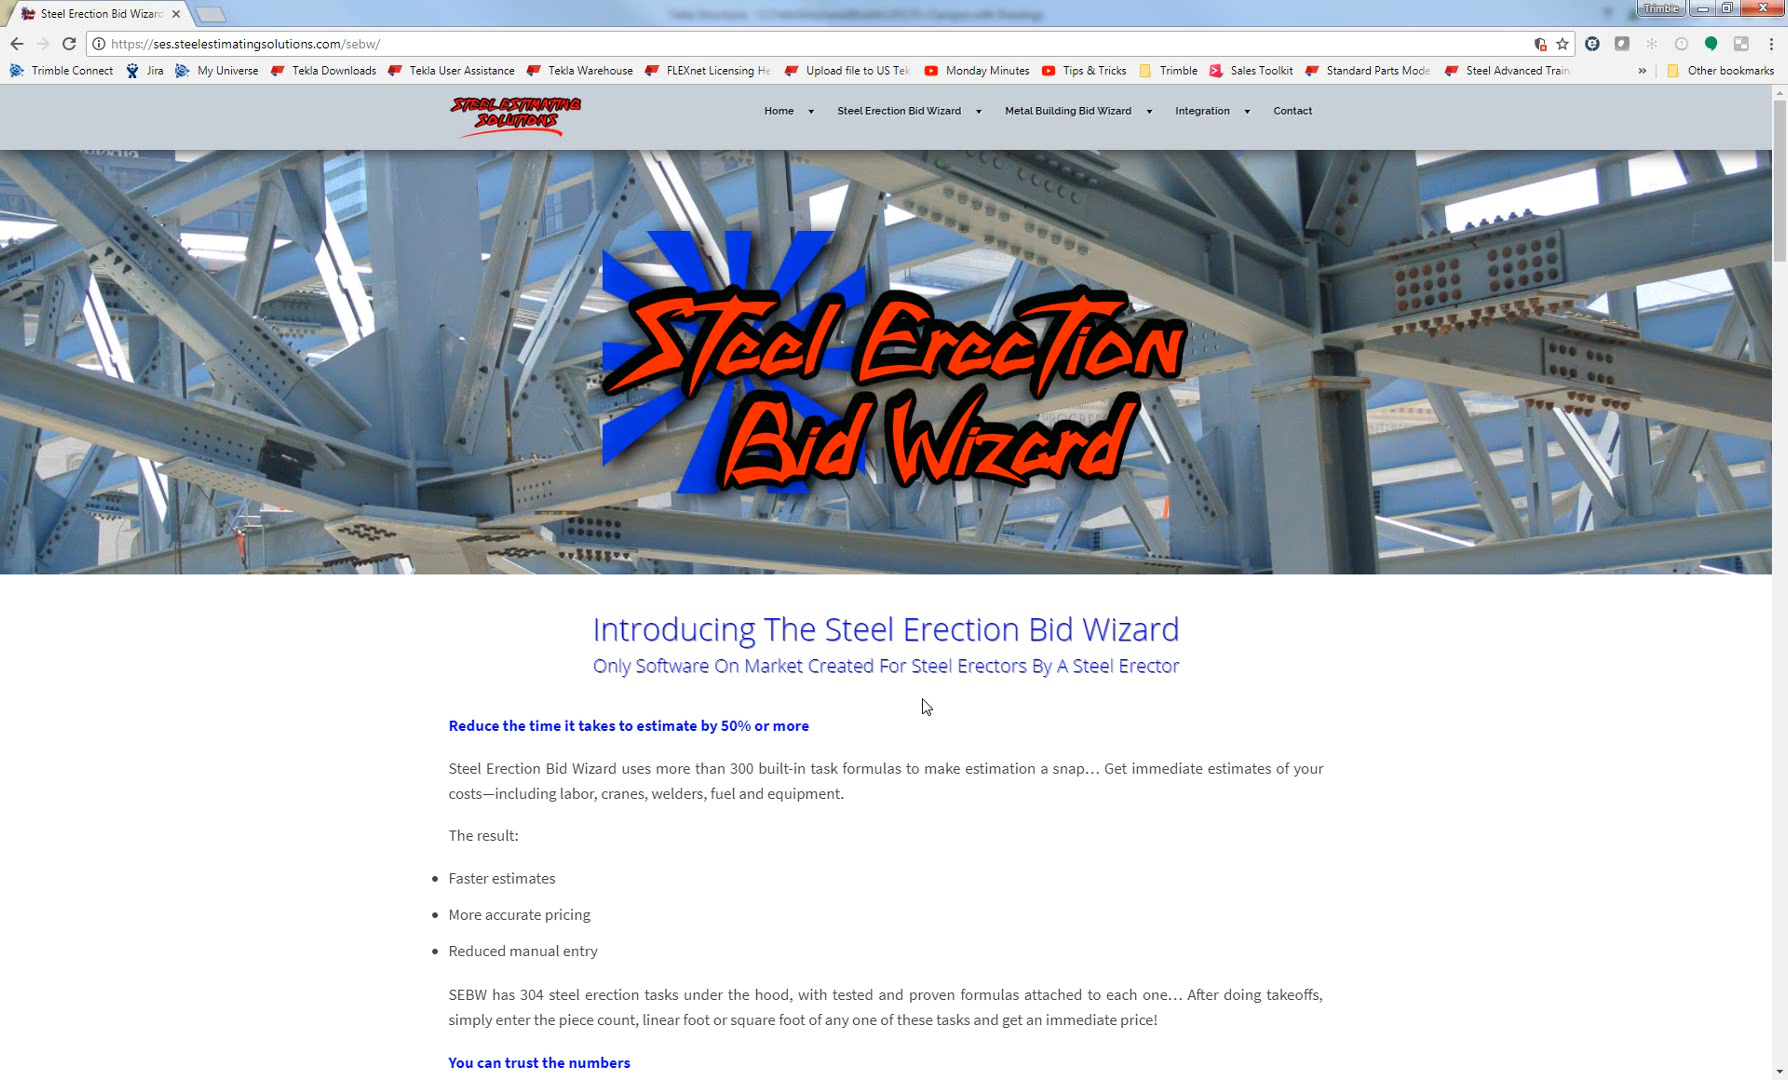 Steel Erection Bid Wizard
Trimble
https://ses.steelestimatingsolutions.com/sebw/
Trimble Connect
Jira
My Universe
Tekla Downloads
Tekla User Assistance
Tekla Warehouse
FLEXnet Licensing He
Upload file to US Tek
Monday Minutes
Tips & Tricks
Trimble
Sales Toolkit
Standard Parts Mode
Steel Advanced Train
»
Other bookmarks
STEEL ESTIMATING
SOLUTIONS
Home
Steel Erection Bid Wizard
Metal Building Bid Wizard
Integration
Contact
Steel Erection
Bid Wizard
Introducing The Steel Erection Bid Wizard
Only Software On Market Created For Steel Erectors By A Steel Erector
Reduce the time it takes to estimate by 50% or more
Steel Erection Bid Wizard uses more than 300 built-in task formulas to make estimation a snap… Get immediate estimates of your
costs—including labor, cranes, welders, fuel and equipment.
The result:
• Faster estimates
• More accurate pricing
• Reduced manual entry
SEBW has 304 steel erection tasks under the hood, with tested and proven formulas attached to each one… After doing takeoffs,
simply enter the piece count, linear foot or square foot of any one of these tasks and get an immediate price!
You can trust the numbers